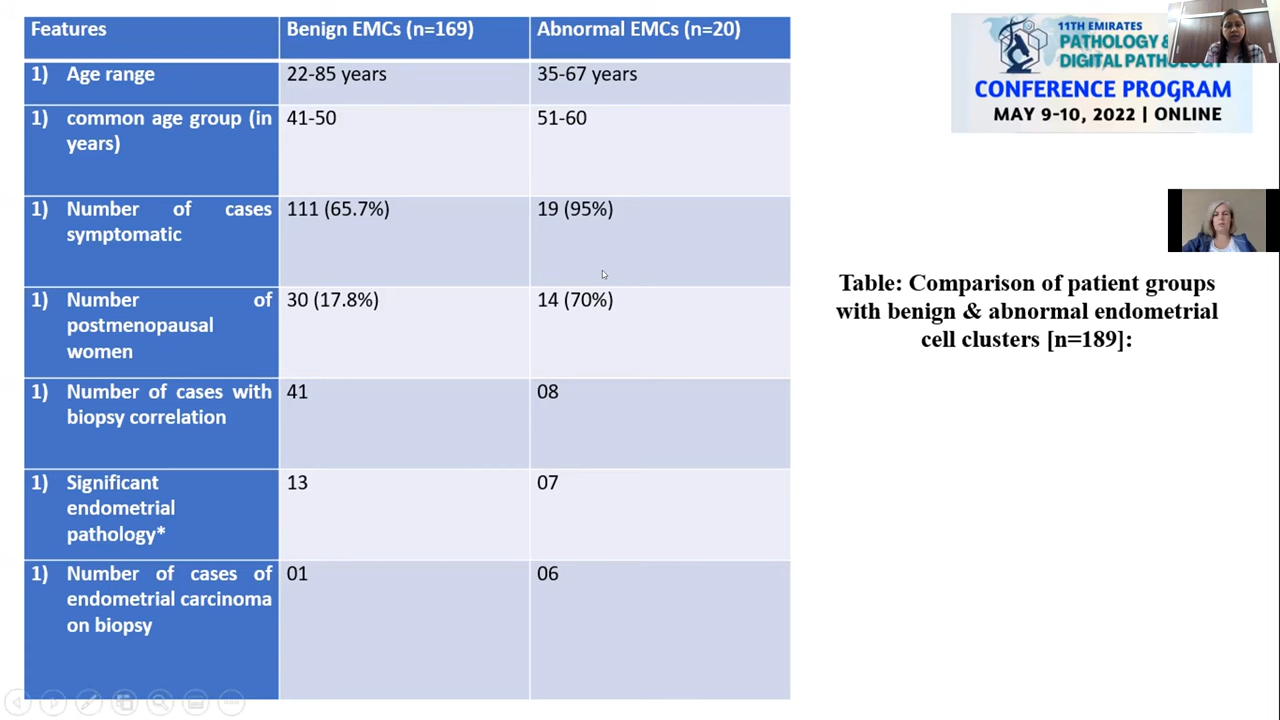 Features Benign EMCs (n=169) Abnormal EMCs (n=20)
1) Age range 22-85 years 35-67 years
1) common age group (in 41-50 51-60
years)
1) Number of cases 111 (65.7%) 19 (95%)
symptomatic
1) Number of 30 (17.8%) 14 (70%)
postmenopausal
women
1) Number of cases with 41 08
biopsy correlation
1) Significant 13 07
endometrial
pathology*
1) Number of cases of 01 06
endometrial carcinoma
on biopsy
11TH EMIRATES
PATHOLOGY &
DIGITAL PATHOLOGY
CONFERENCE PROGRAM
MAY 9-10, 2022 | ONLINE
Table: Comparison of patient groups
with benign & abnormal endometrial
cell clusters [n=189]: